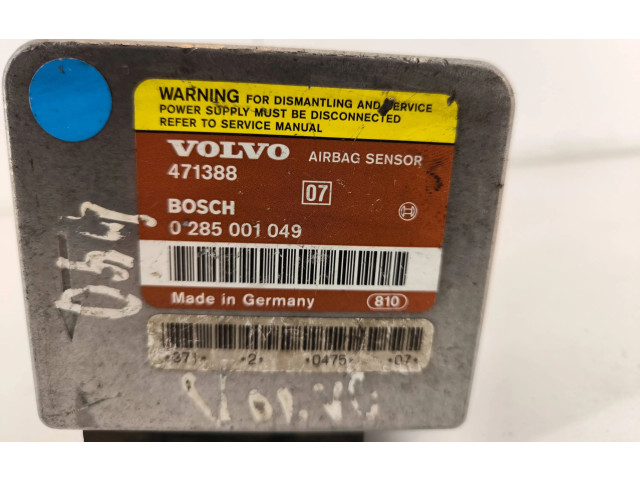 WARNING FOR DISMANTLING AND SERVICE
POWER SUPPLY MUST BE DISCONNECTED
REFER TO SERVICE MANUAL
VOLVO AIRBAG SENSOR
471388 07
BOSCH
0 285 001 049
Made in Germany 810
*371* *2* *0475* *07*